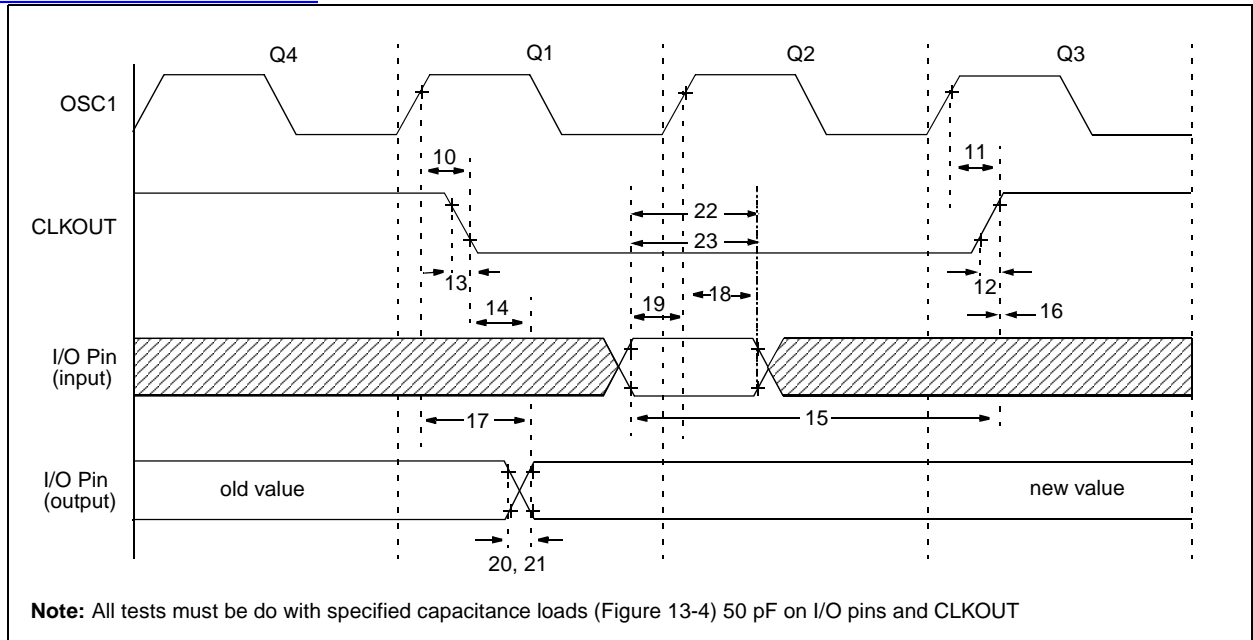 Q4 Q1 Q2 Q3
OSC1
10 11
22
CLKOUT
23
13 12
19 18
14 16
I/O Pin
(input)
17 15
I/O Pin
(output)
old value new value
20, 21
Note: All tests must be do with specified capacitance loads (Figure 13-4) 50 pF on I/O pins and CLKOUT